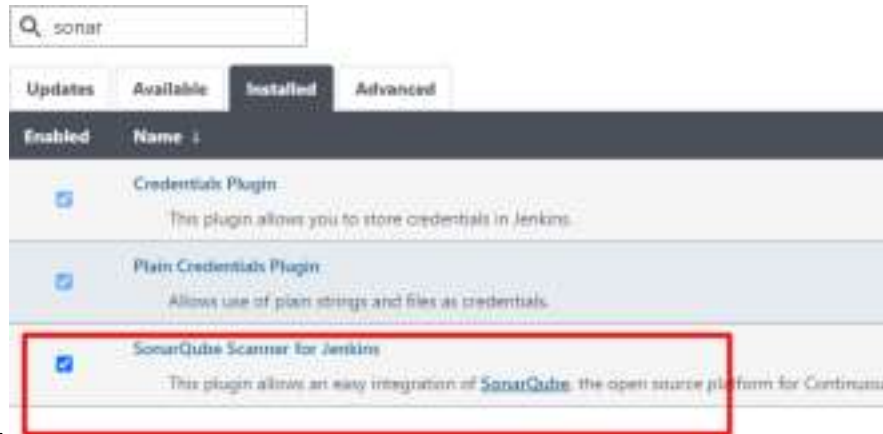 sonar
Updates Available Installed Advanced
Enabled Name ↓
Credentials Plugin
This plugin allows you to store credentials in Jenkins.
Plain Credentials Plugin
Allows use of plain strings and files as credentials.
SonarQube Scanner for Jenkins
This plugin allows an easy integration of SonarQube, the open source platform for Continuou